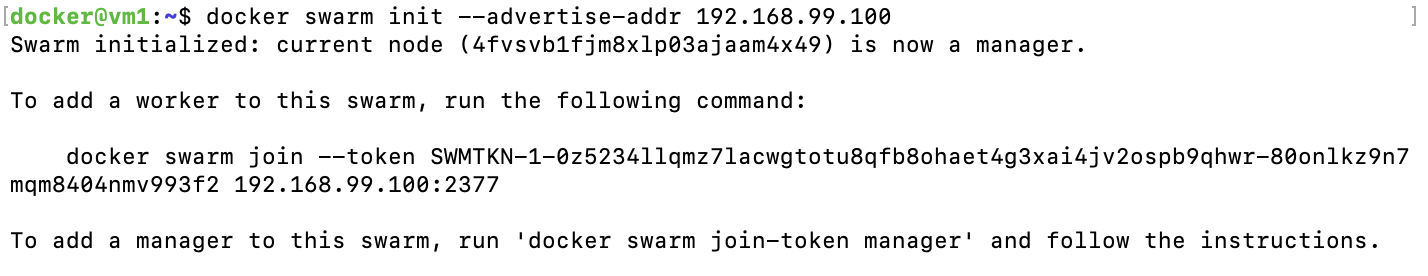 [docker@vm1:~$ docker swarm init --advertise-addr 192.168.99.100 ]
Swarm initialized: current node (4fvsvb1fjm8xlp03ajaam4x49) is now a manager.
To add a worker to this swarm, run the following command:
docker swarm join --token SWMTKN-1-0z5234llqmz7lacwgtotu8qfb8ohaet4g3xai4jv2ospb9qhwr-80onlkz9n7
mqm8404nmv993f2 192.168.99.100:2377
To add a manager to this swarm, run 'docker swarm join-token manager' and follow the instructions.